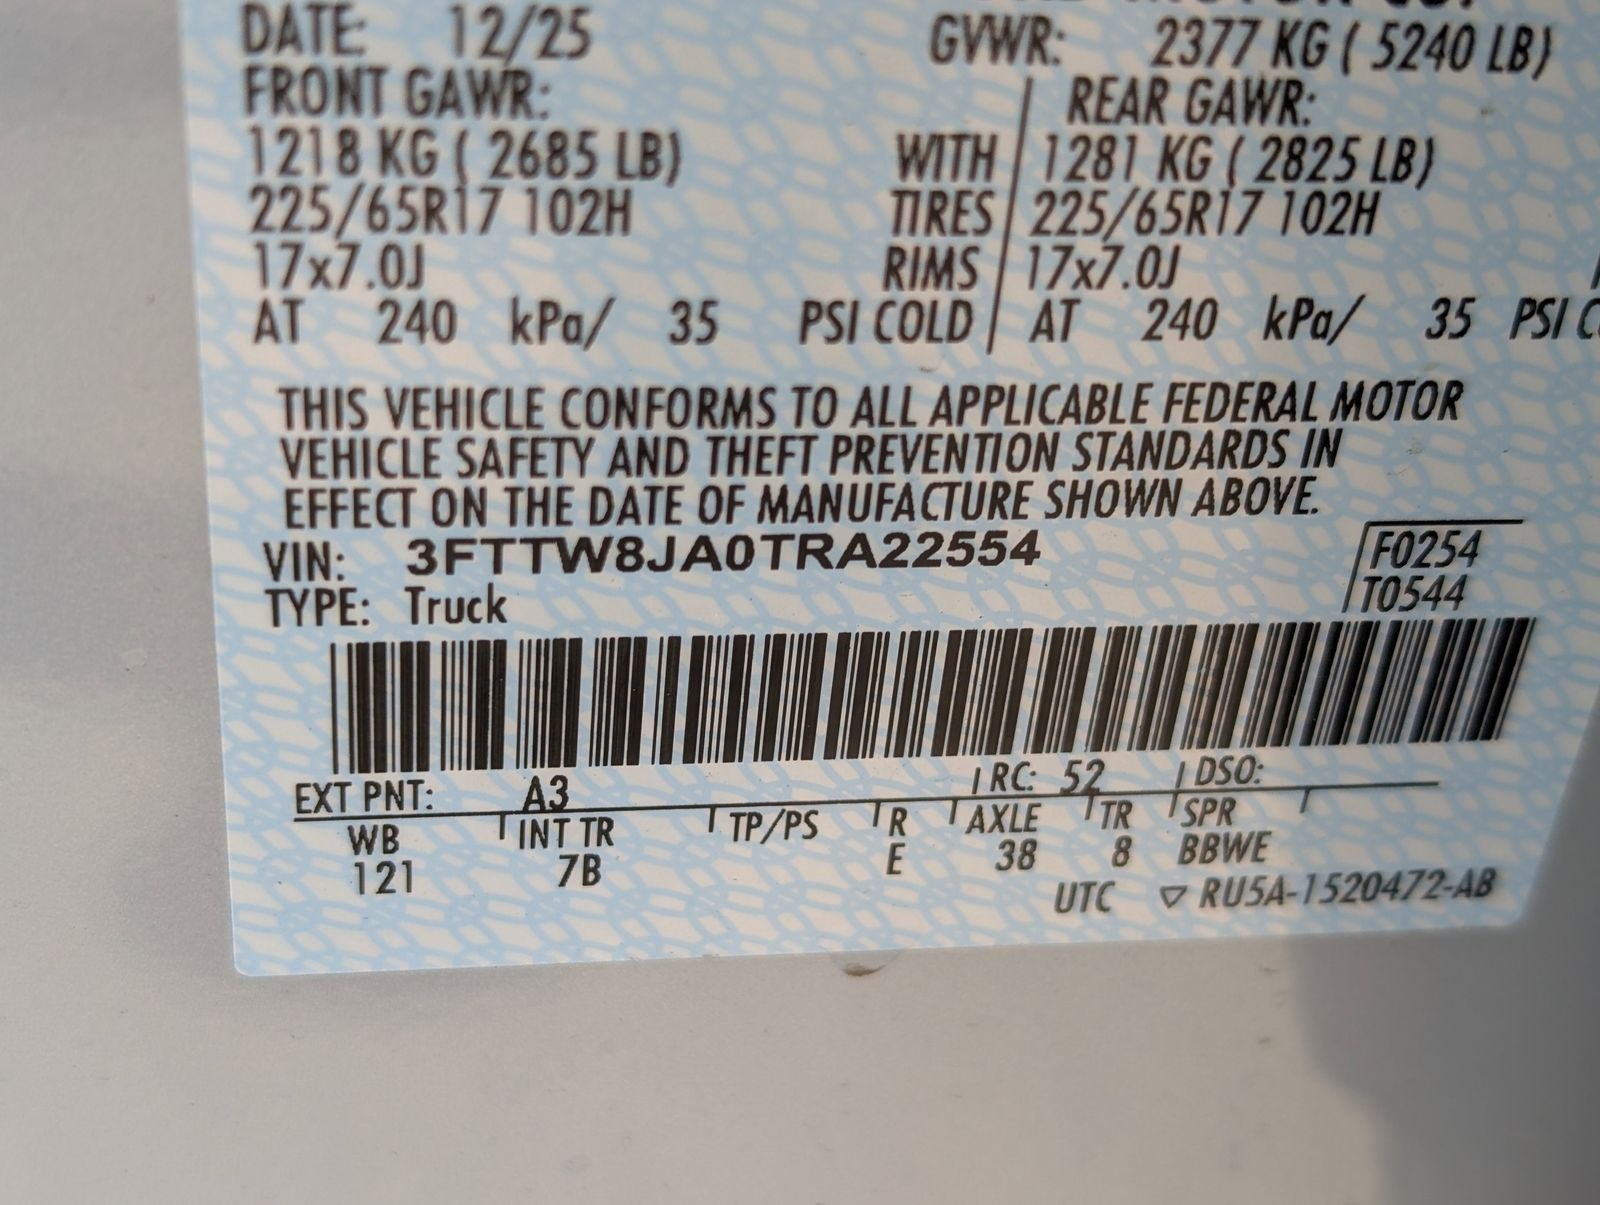 DATE: 12/25 GVWR: 2377 KG ( 5240 LB)
FRONT GAWR: REAR GAWR:
1218 KG ( 2685 LB) WITH 1281 KG ( 2825 LB)
225/65R17 102H TIRES 225/65R17 102H
17x7.0J RIMS 17x7.0J
AT 240 kPa/ 35 PSI COLD AT 240 kPa/ 35 PSI
THIS VEHICLE CONFORMS TO ALL APPLICABLE FEDERAL MOTOR
VEHICLE SAFETY AND THEFT PREVENTION STANDARDS IN
EFFECT ON THE DATE OF MANUFACTURE SHOWN ABOVE.
VIN: 3FTTW8JA0TRA22554 F0254
TYPE: Truck T0544
EXT PNT: A3 RC: 52 DSO:
WB INT TR TP/PS R AXLE TR SPR
121 7B E 38 8 BBWE
UTC ▽ RU5A-1520472-AB